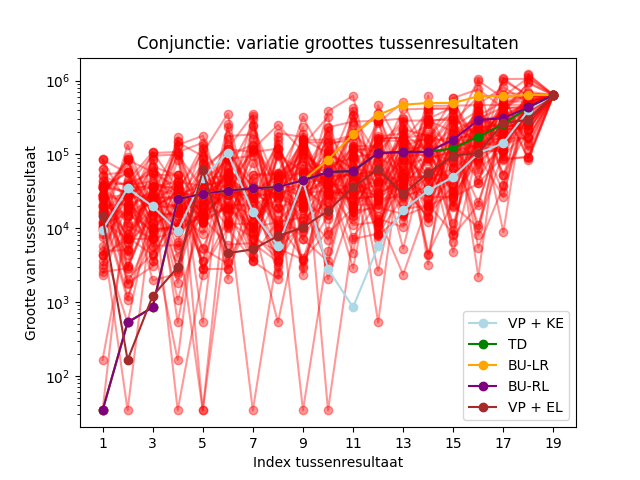 Conjunctie: variatie groottes tussenresultaten
Grootte van tussenresultaat
10^6
10^5
10^4
10^3
10^2
1 3 5 7 9 11 13 15 17 19
Index tussenresultaat
VP + KE
TD
BU-LR
BU-RL
VP + EL